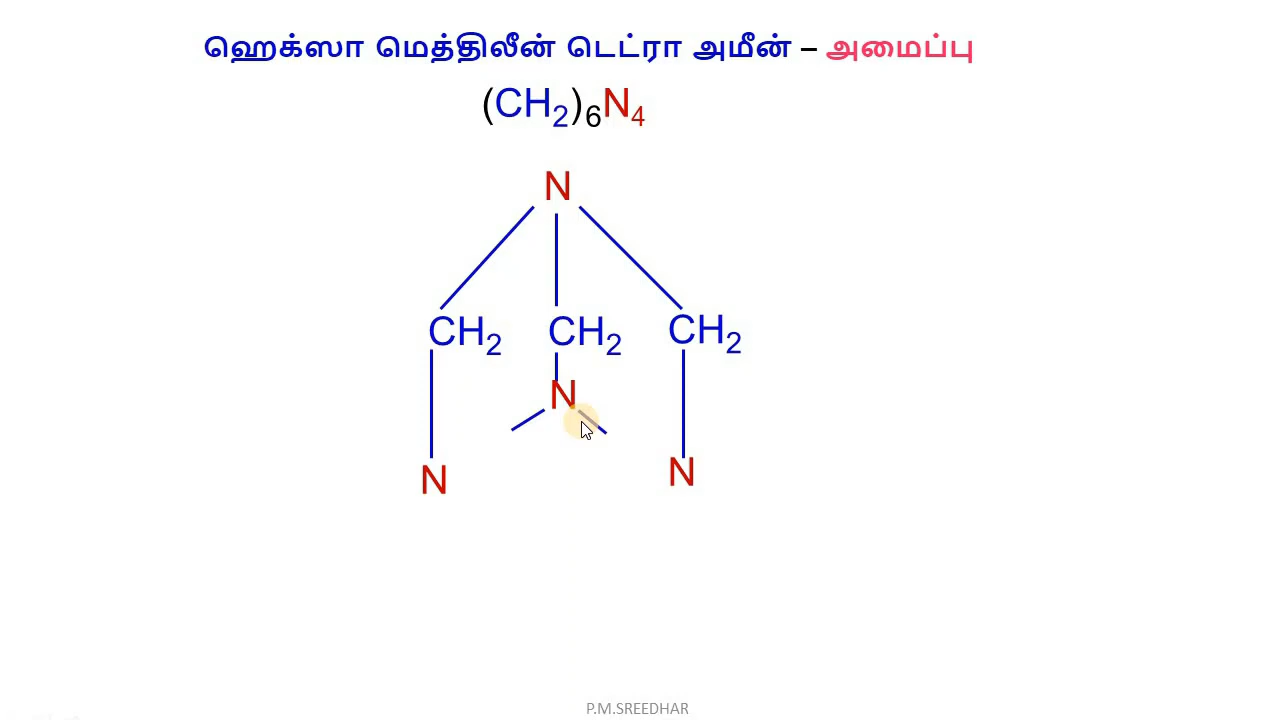 ஹெக்ஸா மெத்திலீன் டெட்ரா அமீன் – அமைப்பு
(CH₂)₆N₄
N
CH₂ CH₂ CH₂
N
N N
P.M.SREEDHAR